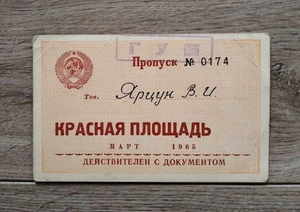 ГУМ
Пропуск № 0174
Тов. Ярцун В. И.
КРАСНАЯ ПЛОЩАДЬ
МАРТ 1965
ДЕЙСТВИТЕЛЕН С ДОКУМЕНТОМ